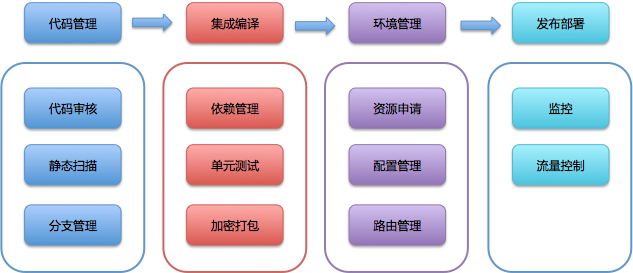 代码管理
集成编译
环境管理
发布部署
代码审核
依赖管理
资源申请
监控
静态扫描
单元测试
配置管理
流量控制
分支管理
加密打包
路由管理